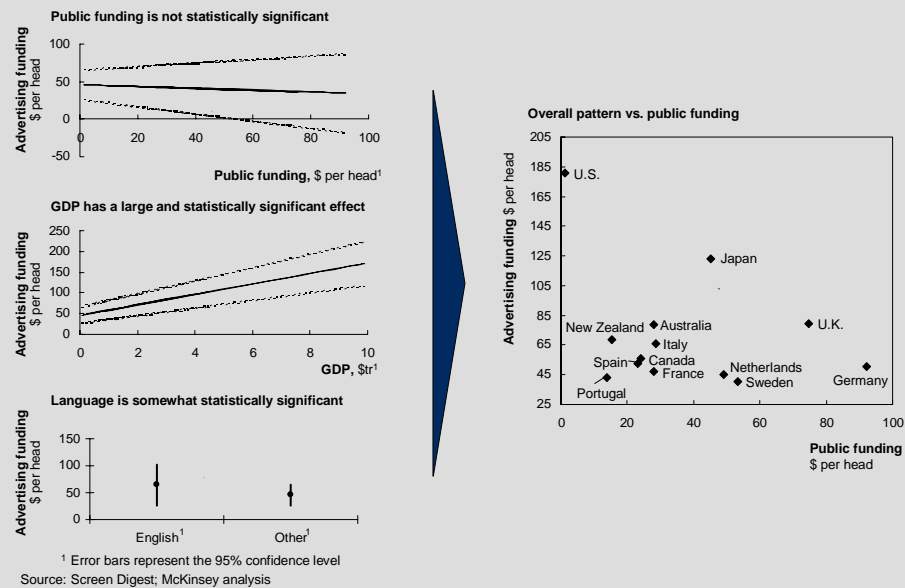 Public funding is not statistically significant
Advertising funding
$ per head
100
50
0
-50
0 20 40 60 80 100
Public funding, $ per head¹
GDP has a large and statistically significant effect
Advertising funding
$ per head
250
200
150
100
50
0
0 2 4 6 8 10
GDP, $tr¹
Language is somewhat statistically significant
Advertising funding
$ per head
150
100
50
0
English¹ Other¹
¹ Error bars represent the 95% confidence level
Source: Screen Digest; McKinsey analysis
Overall pattern vs. public funding
Advertising funding $ per head
205
185
165
145
125
105
85
65
45
25
U.S.
Japan
New Zealand
Australia
U.K.
Italy
Spain
Canada
France
Netherlands
Portugal
Sweden
Germany
0 20 40 60 80 100
Public funding
$ per head